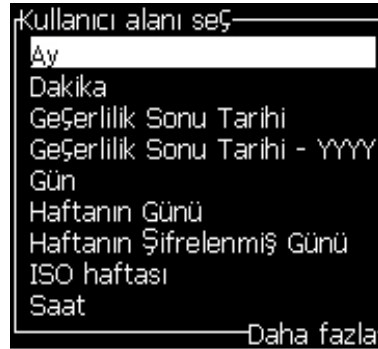 Kullanıcı alanı seç
Ay
Dakika
Geçerlilik Sonu Tarihi
Geçerlilik Sonu Tarihi - YYYY
Gün
Haftanın Günü
Haftanın Şifrelenmiş Günü
ISO haftası
Saat
Daha fazla